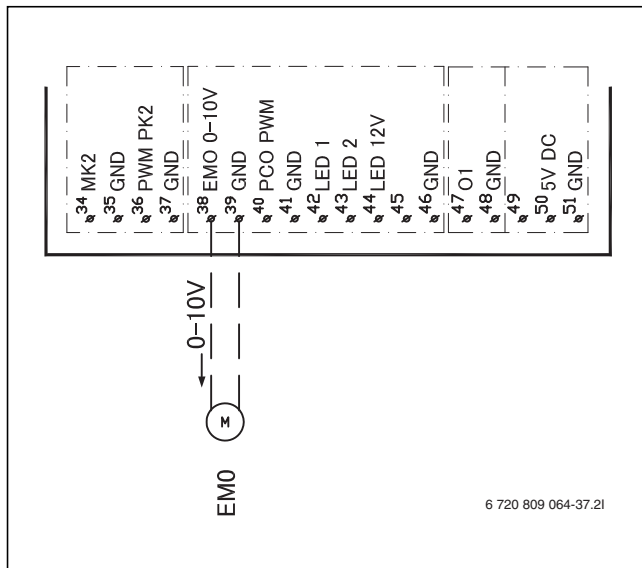 34 MK2
35 GND
36 PWM PK2
37 GND
38 EMO 0-10V
39 GND
40 PCO PWM
41 GND
42 LED 1
43 LED 2
44 LED 12V
45
46 GND
47 O1
48 GND
49
50 5V DC
51 GND
0-10V
M
EM0
6 720 809 064-37.2I